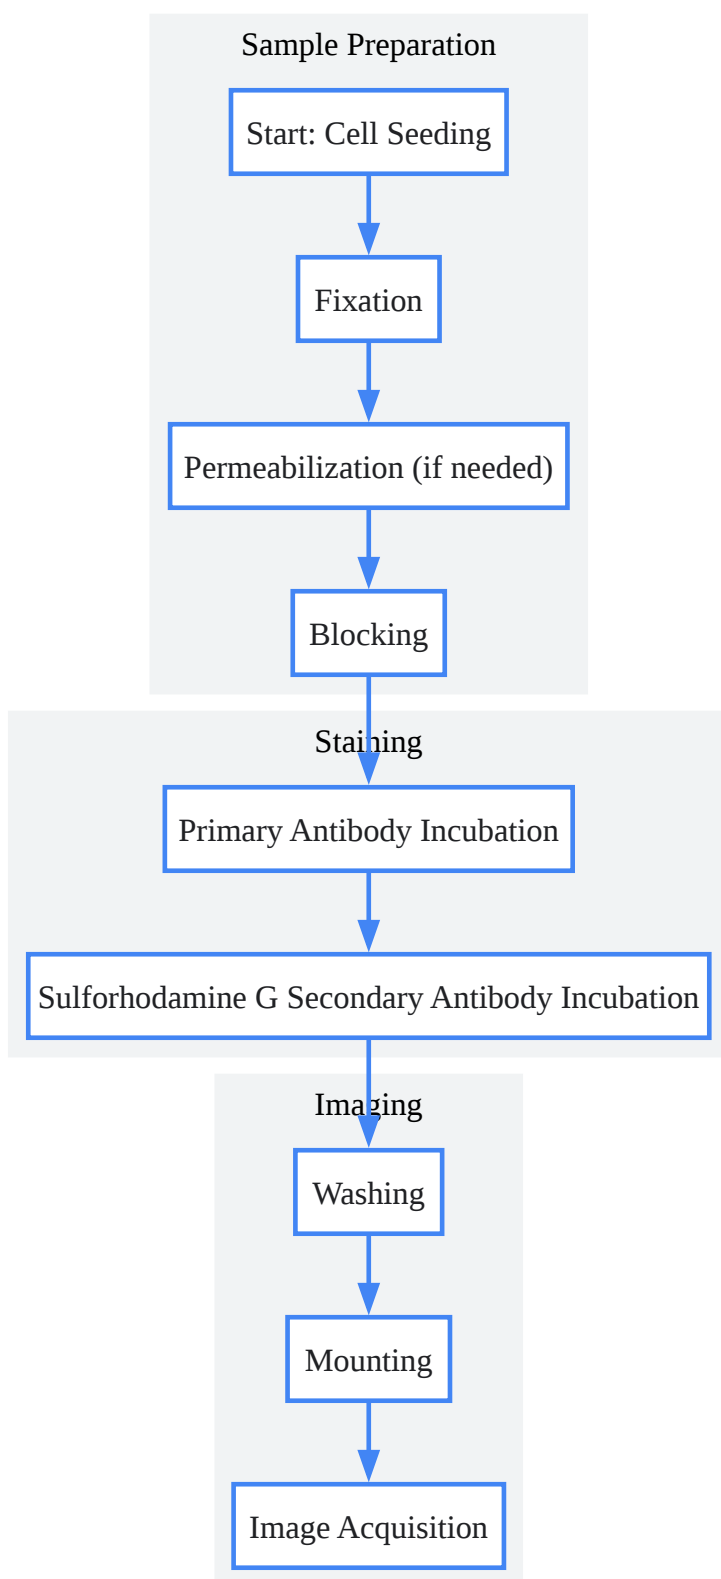 Sample Preparation
Start: Cell Seeding
Fixation
Permeabilization (if needed)
Blocking
Staining
Primary Antibody Incubation
Sulforhodamine G Secondary Antibody Incubation
Imaging
Washing
Mounting
Image Acquisition